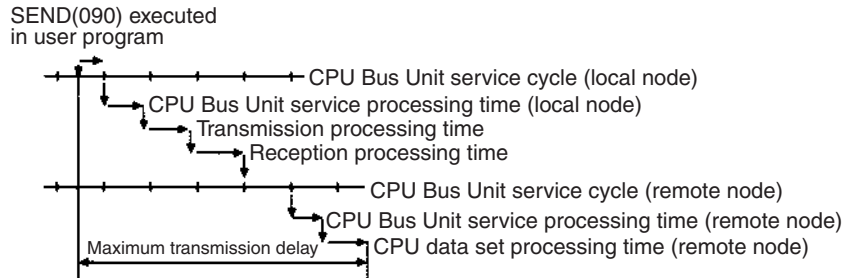 SEND(090) executed
in user program
CPU Bus Unit service cycle (local node)
CPU Bus Unit service processing time (local node)
Transmission processing time
Reception processing time
CPU Bus Unit service cycle (remote node)
CPU Bus Unit service processing time (remote node)
Maximum transmission delay
CPU data set processing time (remote node)